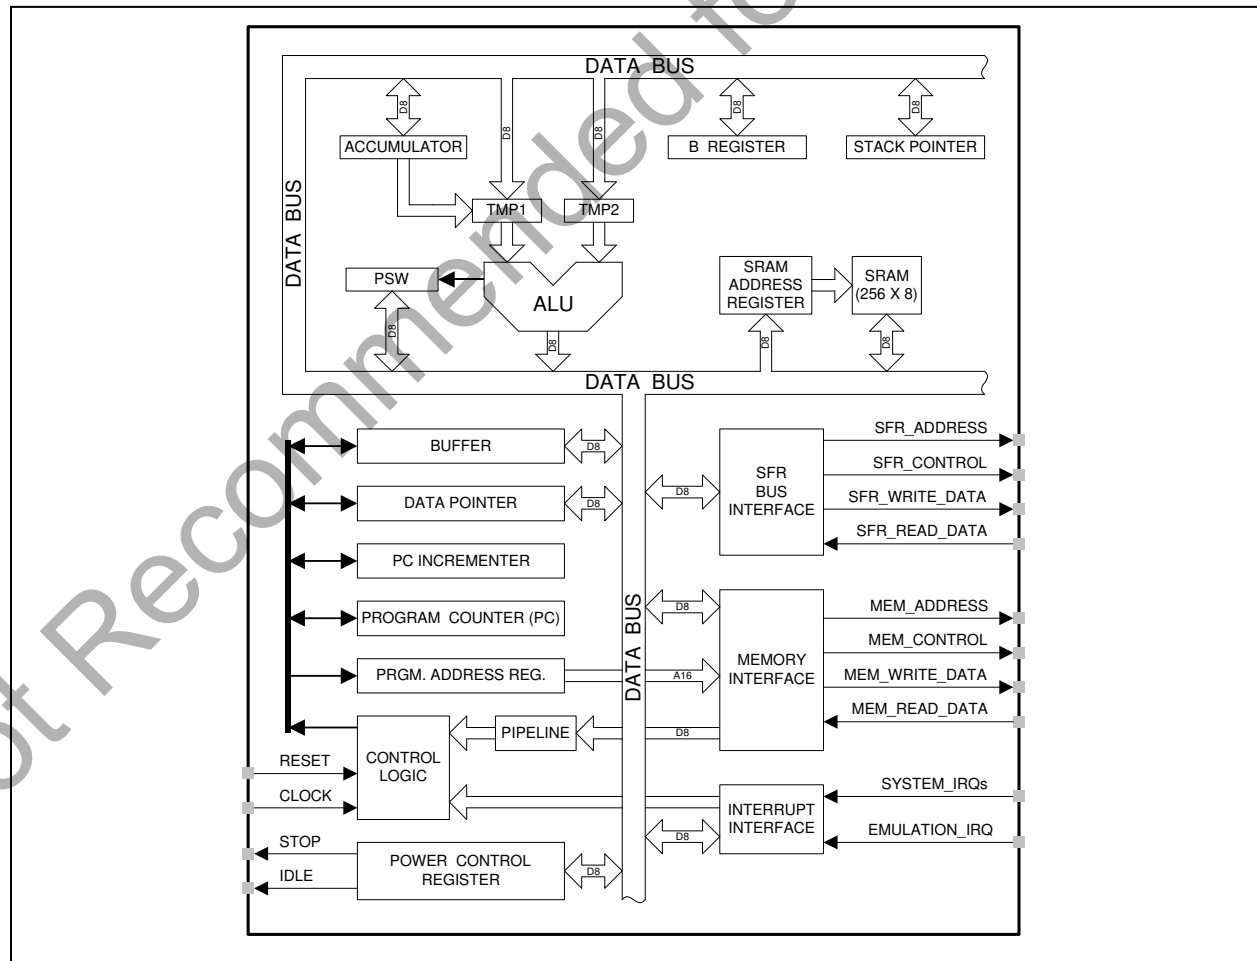 Not Recommended fo
DATA BUS
D8
D8
D8
D8
D8
ACCUMULATOR
B REGISTER
STACK POINTER
DATA BUS
TMP1
TMP2
PSW
ALU
SRAM
ADDRESS
REGISTER
SRAM
(256 X 8)
D8
D8
D8
D8
DATA BUS
BUFFER
D8
DATA POINTER
D8
PC INCREMENTER
PROGRAM COUNTER (PC)
PRGM. ADDRESS REG.
A16
PIPELINE
D8
CONTROL
LOGIC
RESET
CLOCK
STOP
IDLE
POWER CONTROL
REGISTER
D8
DATA BUS
D8
SFR
BUS
INTERFACE
SFR_ADDRESS
SFR_CONTROL
SFR_WRITE_DATA
SFR_READ_DATA
D8
MEMORY
INTERFACE
MEM_ADDRESS
MEM_CONTROL
MEM_WRITE_DATA
MEM_READ_DATA
INTERRUPT
INTERFACE
D8
SYSTEM_IRQs
EMULATION_IRQ